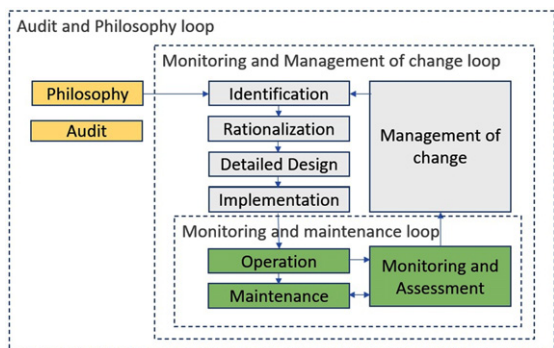 Audit and Philosophy loop
Monitoring and Management of change loop
Philosophy
Identification
Audit
Rationalization
Management of
change
Detailed Design
Implementation
Monitoring and maintenance loop
Operation
Monitoring and
Assessment
Maintenance